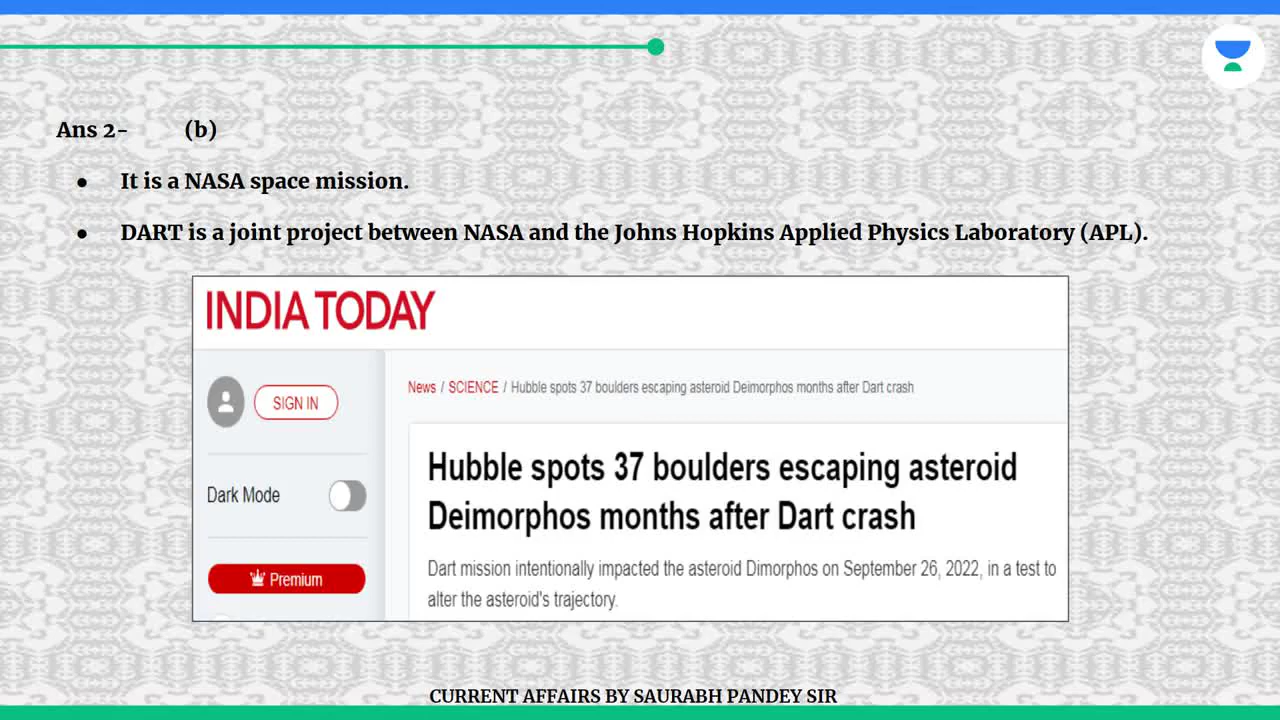 Ans 2- (b)
● It is a NASA space mission.
● DART is a joint project between NASA and the Johns Hopkins Applied Physics Laboratory (APL).
INDIA TODAY
SIGN IN
News / SCIENCE / Hubble spots 37 boulders escaping asteroid Deimorphos months after Dart crash
Hubble spots 37 boulders escaping asteroid
Deimorphos months after Dart crash
Dark Mode
Dart mission intentionally impacted the asteroid Dimorphos on September 26, 2022, in a test to
alter the asteroid's trajectory.
Premium
CURRENT AFFAIRS BY SAURABH PANDEY SIR